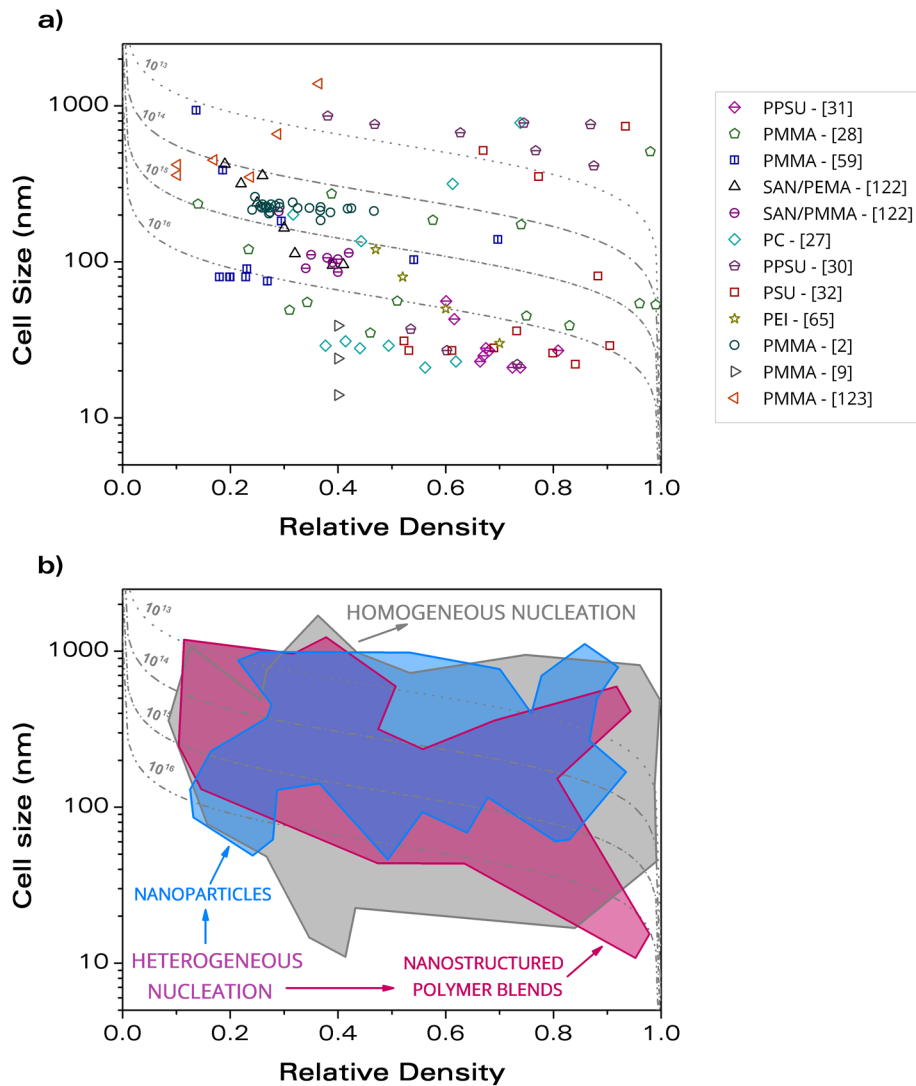 a)
1000
100
10
Cell Size (nm)
10¹³
10¹⁴
10¹⁵
10¹⁶
0.0 0.2 0.4 0.6 0.8 1.0
Relative Density
PPSU - [31]
PMMA - [28]
PMMA - [59]
SAN/PEMA - [122]
SAN/PMMA - [122]
PC - [27]
PPSU - [30]
PSU - [32]
PEI - [65]
PMMA - [2]
PMMA - [9]
PMMA - [123]
b)
1000
100
10
Cell size (nm)
10¹³
10¹⁴
10¹⁵
10¹⁶
HOMOGENEOUS NUCLEATION
NANOPARTICLES
HETEROGENEOUS
NUCLEATION
NANOSTRUCTURED
POLYMER BLENDS
0.0 0.2 0.4 0.6 0.8 1.0
Relative Density